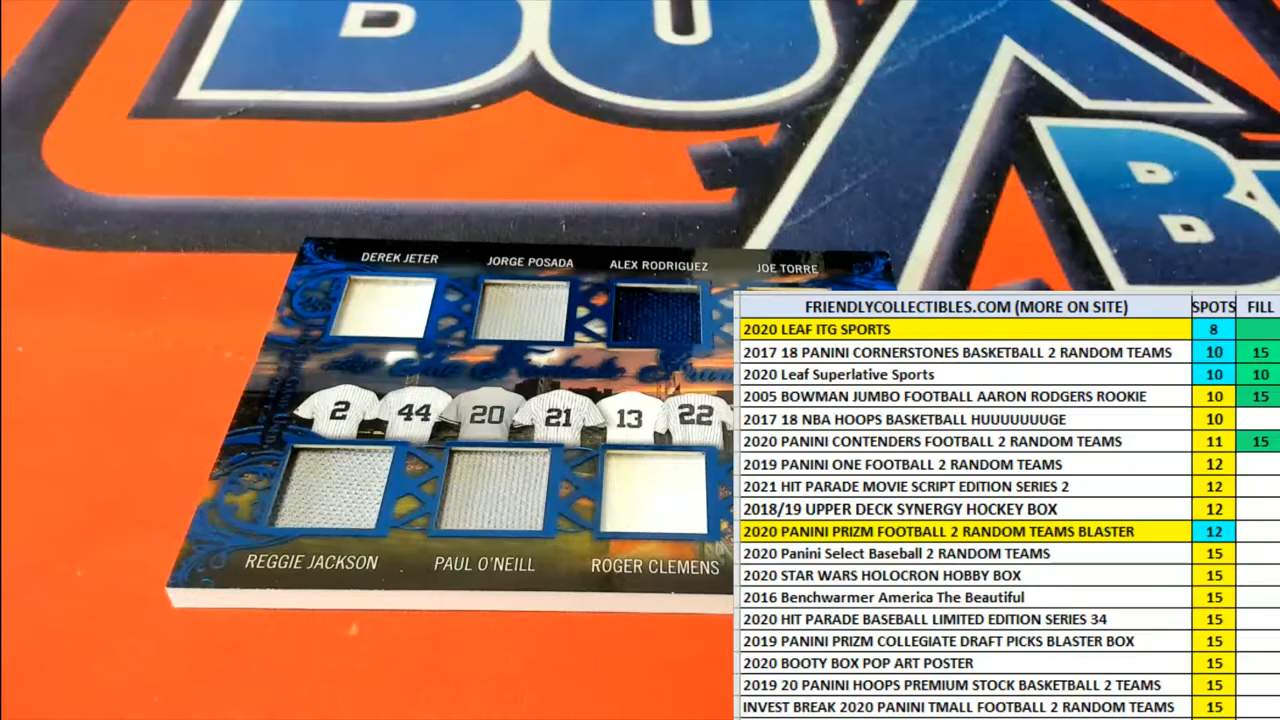 DEREK JETER
JORGE POSADA
ALEX RODRIGUEZ
JOE TORRE
2
44
20
21
13
22
REGGIE JACKSON
PAUL O'NEILL
ROGER CLEMENS
FRIENDLYCOLLECTIBLES.COM (MORE ON SITE) SPOTS FILL
2020 LEAF ITG SPORTS 8
2017 18 PANINI CORNERSTONES BASKETBALL 2 RANDOM TEAMS 10 15
2020 Leaf Superlative Sports 10 10
2005 BOWMAN JUMBO FOOTBALL AARON RODGERS ROOKIE 10 15
2017 18 NBA HOOPS BASKETBALL HUUUUUUUGE 10
2020 PANINI CONTENDERS FOOTBALL 2 RANDOM TEAMS 11 15
2019 PANINI ONE FOOTBALL 2 RANDOM TEAMS 12
2021 HIT PARADE MOVIE SCRIPT EDITION SERIES 2 12
2018/19 UPPER DECK SYNERGY HOCKEY BOX 12
2020 PANINI PRIZM FOOTBALL 2 RANDOM TEAMS BLASTER 12
2020 Panini Select Baseball 2 RANDOM TEAMS 15
2020 STAR WARS HOLOCRON HOBBY BOX 15
2016 Benchwarmer America The Beautiful 15
2020 HIT PARADE BASEBALL LIMITED EDITION SERIES 34 15
2019 PANINI PRIZM COLLEGIATE DRAFT PICKS BLASTER BOX 15
2020 BOOTY BOX POP ART POSTER 15
2019 20 PANINI HOOPS PREMIUM STOCK BASKETBALL 2 TEAMS 15
INVEST BREAK 2020 PANINI TMALL FOOTBALL 2 RANDOM TEAMS 15